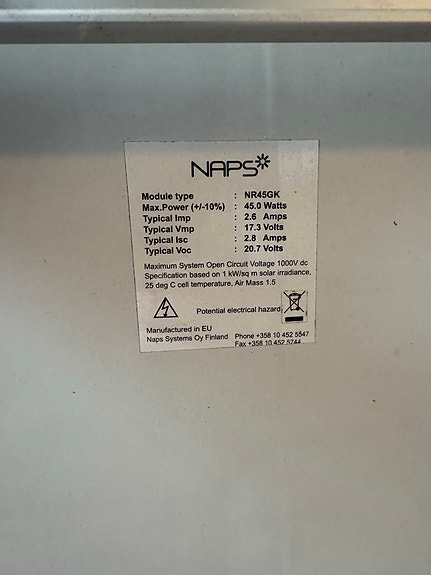 NAPS
Module type : NR45GK
Max.Power (+/-10%) : 45.0 Watts
Typical Imp : 2.6 Amps
Typical Vmp : 17.3 Volts
Typical Isc : 2.8 Amps
Typical Voc : 20.7 Volts
Maximum System Open Circuit Voltage 1000V dc
Specification based on 1 kW/sq m solar irradiance,
25 deg C cell temperature, Air Mass 1.5
Potential electrical hazard
Manufactured in EU
Naps Systems Oy Finland Phone +358 10 452 5547
Fax +358 10 452 5744